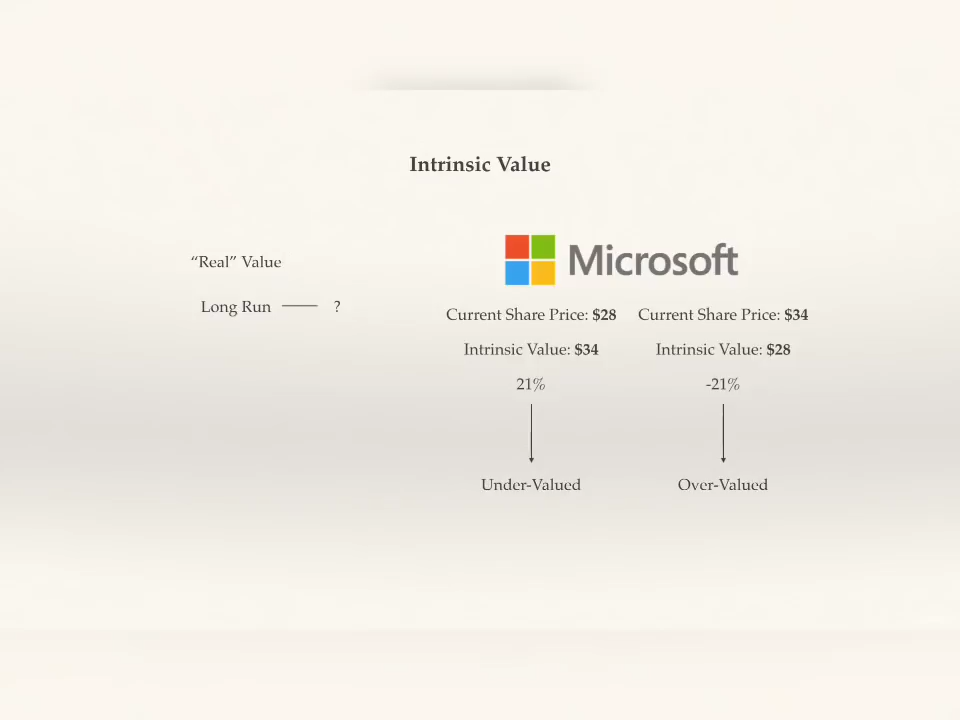 Intrinsic Value
“Real” Value
Long Run —— ?
Microsoft
Current Share Price: $28
Intrinsic Value: $34
21%
Under-Valued
Current Share Price: $34
Intrinsic Value: $28
-21%
Over-Valued